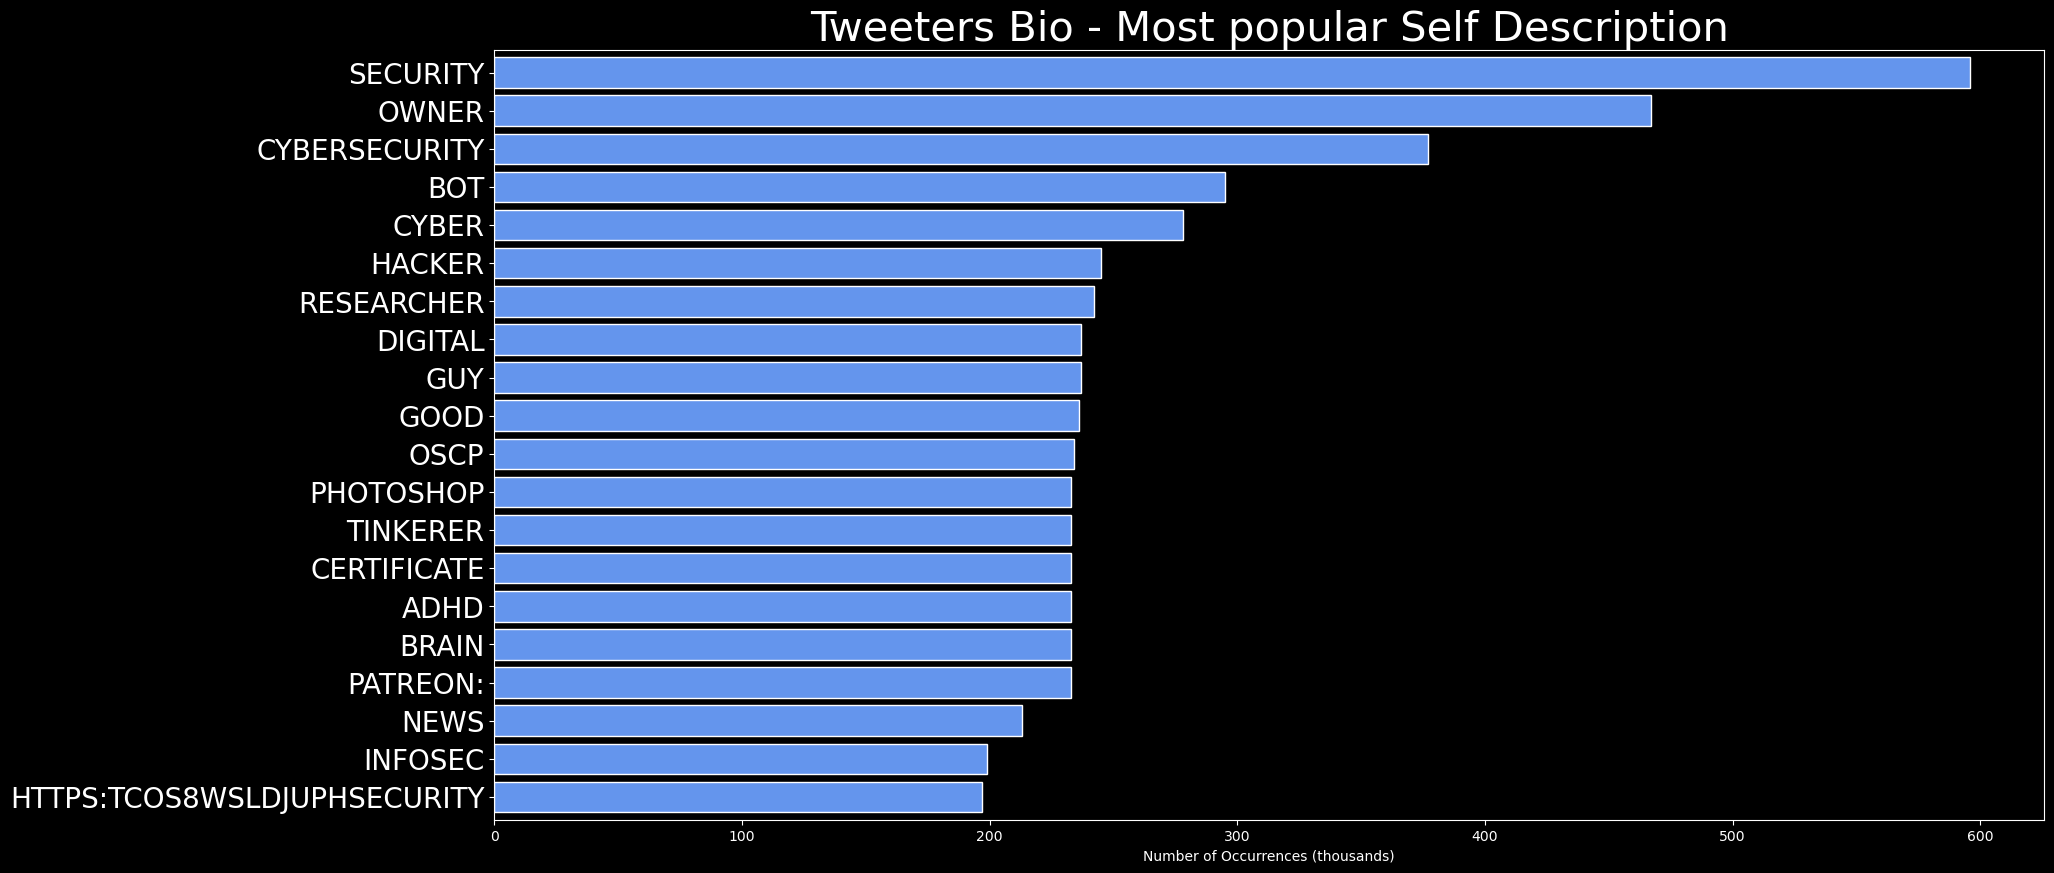 Tweeters Bio - Most popular Self Description
SECURITY
OWNER
CYBERSECURITY
BOT
CYBER
HACKER
RESEARCHER
DIGITAL
GUY
GOOD
OSCP
PHOTOSHOP
TINKERER
CERTIFICATE
ADHD
BRAIN
PATREON:
NEWS
INFOSEC
HTTPS:TCOS8WSLDJUPHSECURITY
0 100 200 300 400 500 600
Number of Occurrences (thousands)